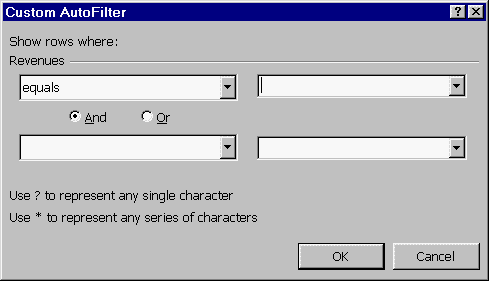 Custom AutoFilter
Show rows where:
Revenues
equals
And Or
Use ? to represent any single character
Use * to represent any series of characters
OK Cancel